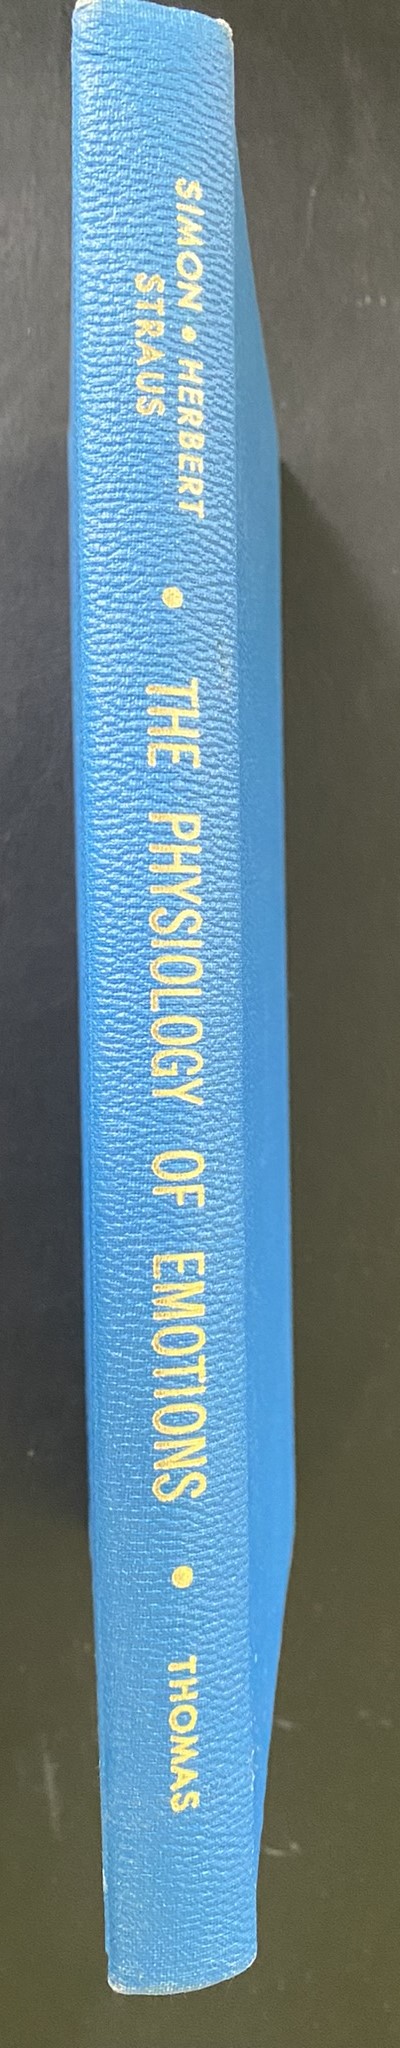 SIMON • HERBERT
STRAUS
• THE PHYSIOLOGY OF EMOTIONS •
THOMAS